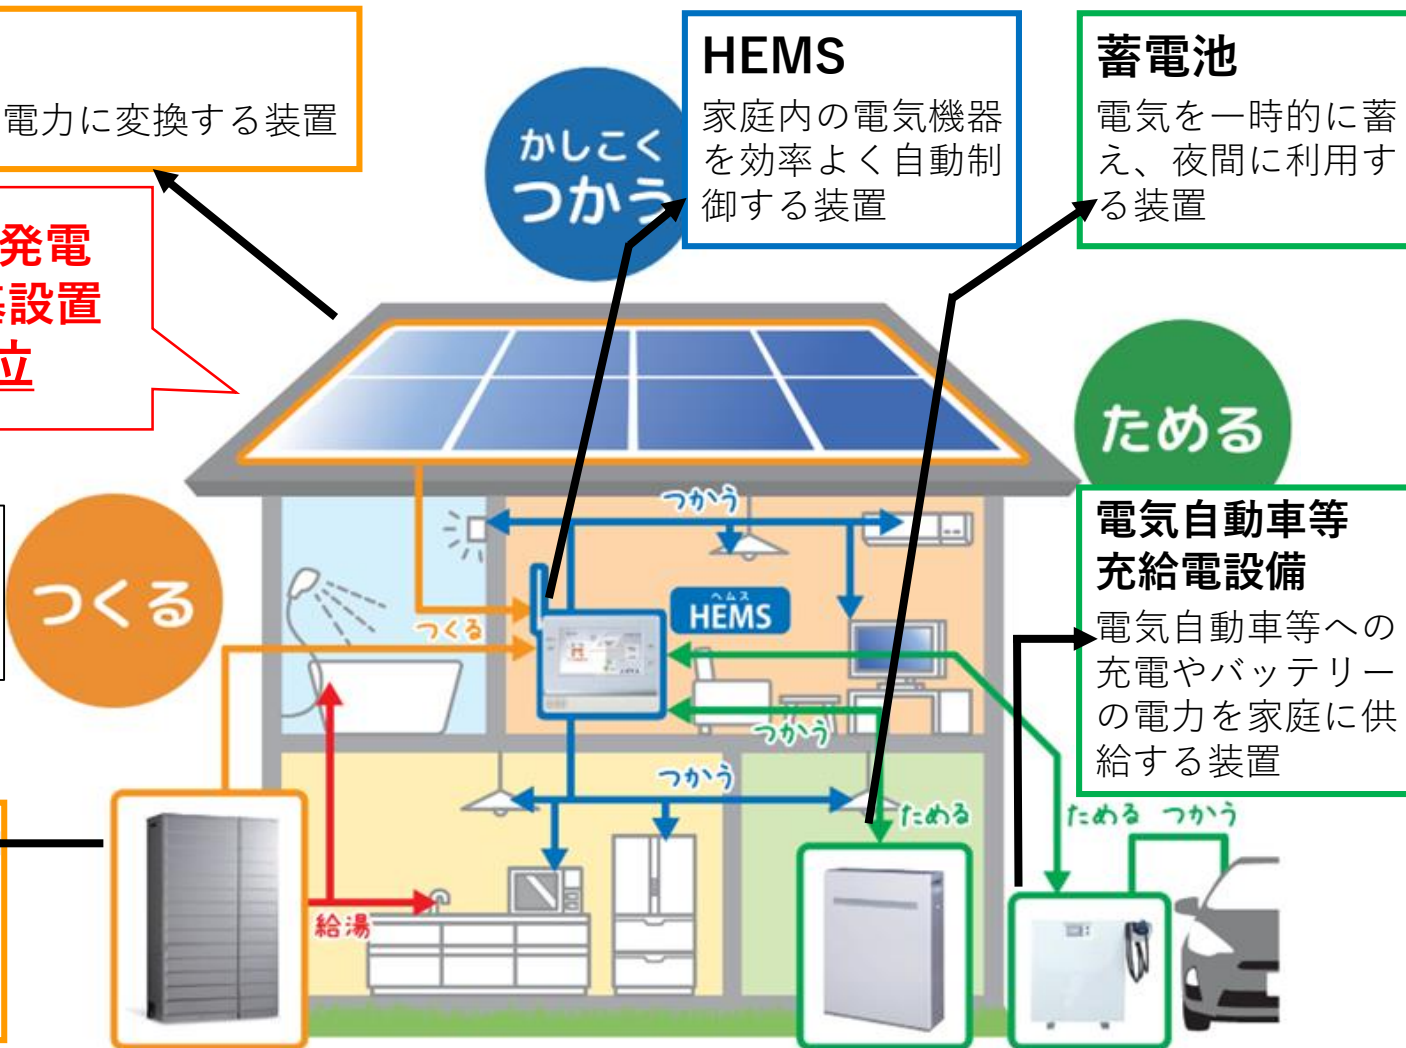 電力に変換する装置
かしこく
つかう
HEMS
家庭内の電気機器
を効率よく自動制
御する装置
蓄電池
電気を一時的に蓄
え、夜間に利用す
る装置
発電
設置
位
ためる
つくる
電気自動車等
充給電設備
電気自動車等への
充電やバッテリー
の電力を家庭に供
給する装置
つかう
つくる
ヘムス
HEMS
つかう
つかう
ためる
ためる つかう
給湯